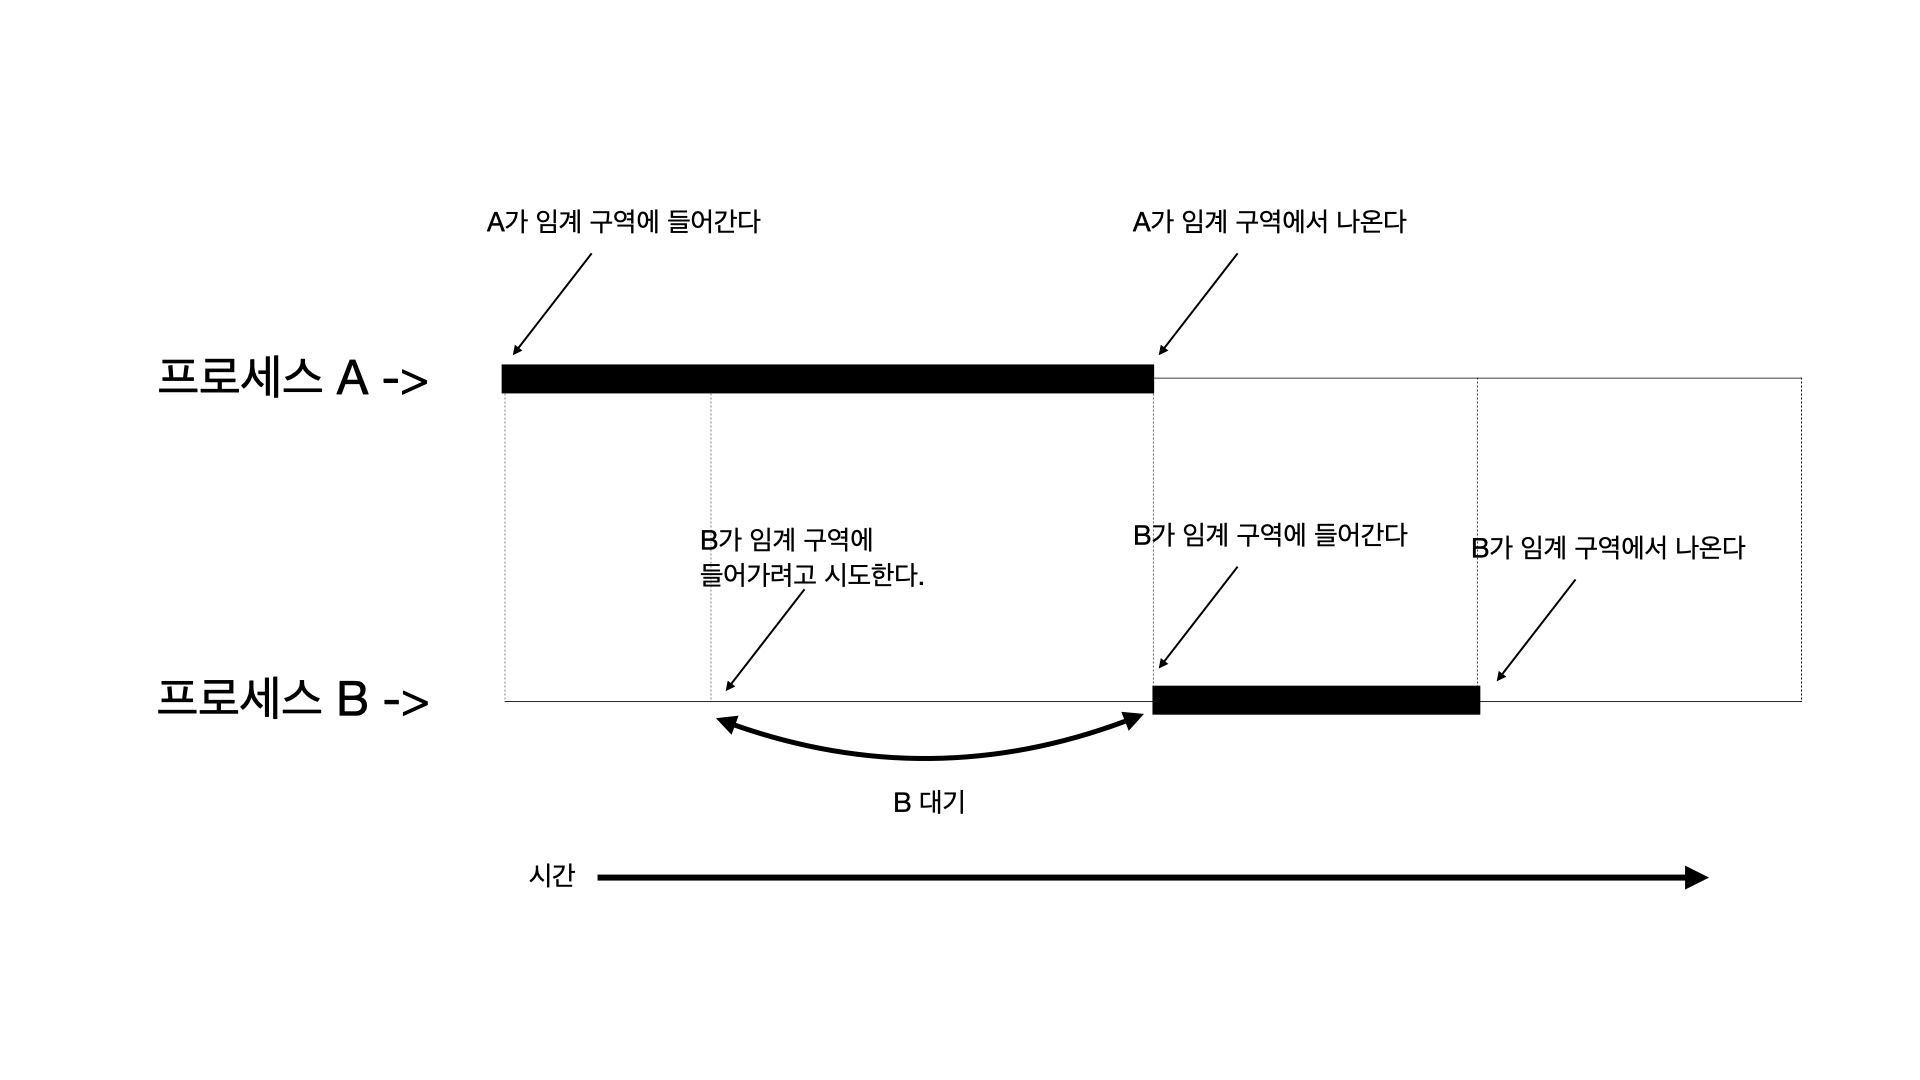 A가 임계 구역에 들어간다
A가 임계 구역에서 나온다
프로세스 A ->
B가 임계 구역에
들어가려고 시도한다.
B가 임계 구역에 들어간다
B가 임계 구역에서 나온다
프로세스 B ->
B 대기
시간